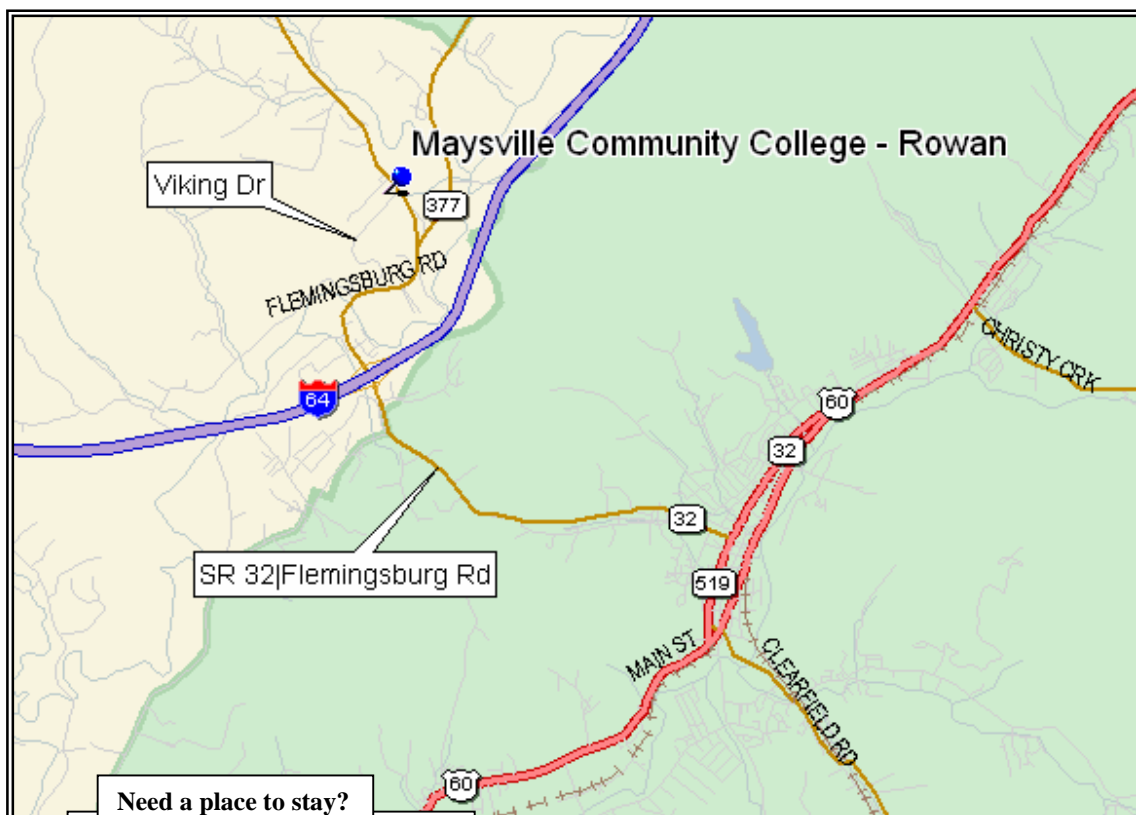 Maysville Community College - Rowan
Viking Dr
377
FLEMINGSBURG RD
CHRISTY CRK
64
60
32
32
SR 32|Flemingsburg Rd
519
MAIN ST
CLEARFIELD RD
60
Need a place to stay?